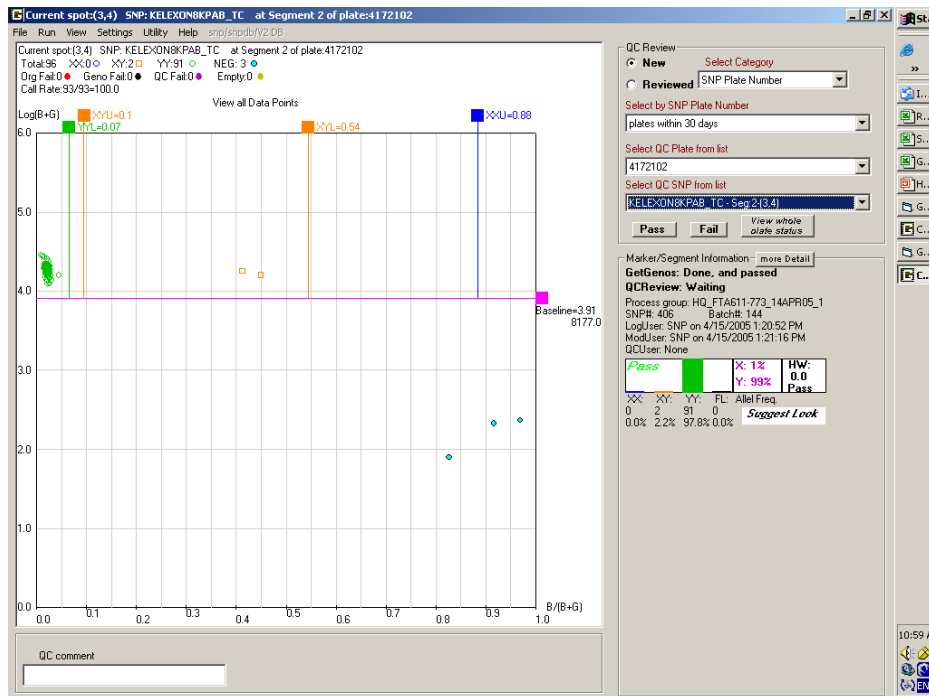 Current spot:(3,4) SNP: KELEXON8KPAB_TC at Segment 2 of plate:4172102
File Run View Settings Utility Help snp/snpdb/V2 DB
Current spot:(3,4) SNP: KELEXON8KPAB_TC at Segment 2 of plate:4172102
Total:96 XX:0 XY:2 YY:91 NEG: 3
Org Fail:0 Geno Fail:0 QC Fail:0 Empty:0
Call Rate:93/93=100.0
View all Data Points
Log(B+G)
XYU=0.1
XXU=0.88
YYL=0.07
XYL=0.54
6.0
5.0
4.0
Baseline=3.91
8177.0
3.0
2.0
1.0
0.0
B/(B+G)
0.0 0.1 0.2 0.3 0.4 0.5 0.6 0.7 0.8 0.9 1.0
QC comment
QC Review
New
Reviewed
Select Category
SNP Plate Number
Select by SNP Plate Number
plates within 30 days
Select QC Plate from list
4172102
Select QC SNP from list
KELEXON8KPAB_TC - Seg:2-(3,4)
Pass Fail View whole
plate status
Marker/Segment Information more Detail
GetGenos: Done, and passed
QCReview: Waiting
Process group: HQ_FTA611-773_14APR05_1
SNP#: 406 Batch#: 144
LogUser: SNP on 4/15/2005 1:20:52 PM
ModUser: SNP on 4/15/2005 1:21:16 PM
QCUser: None
Pass
X: 1%
Y: 99%
HW:
0.0
Pass
XX: XY: YY: FL: Allel Freq.
0 2 91 0
0.0% 2.2% 97.8% 0.0%
Suggest Look
Sta
»
I...
R..
S..
G..
H..
G..
C..
G..
C..
10:59
EN